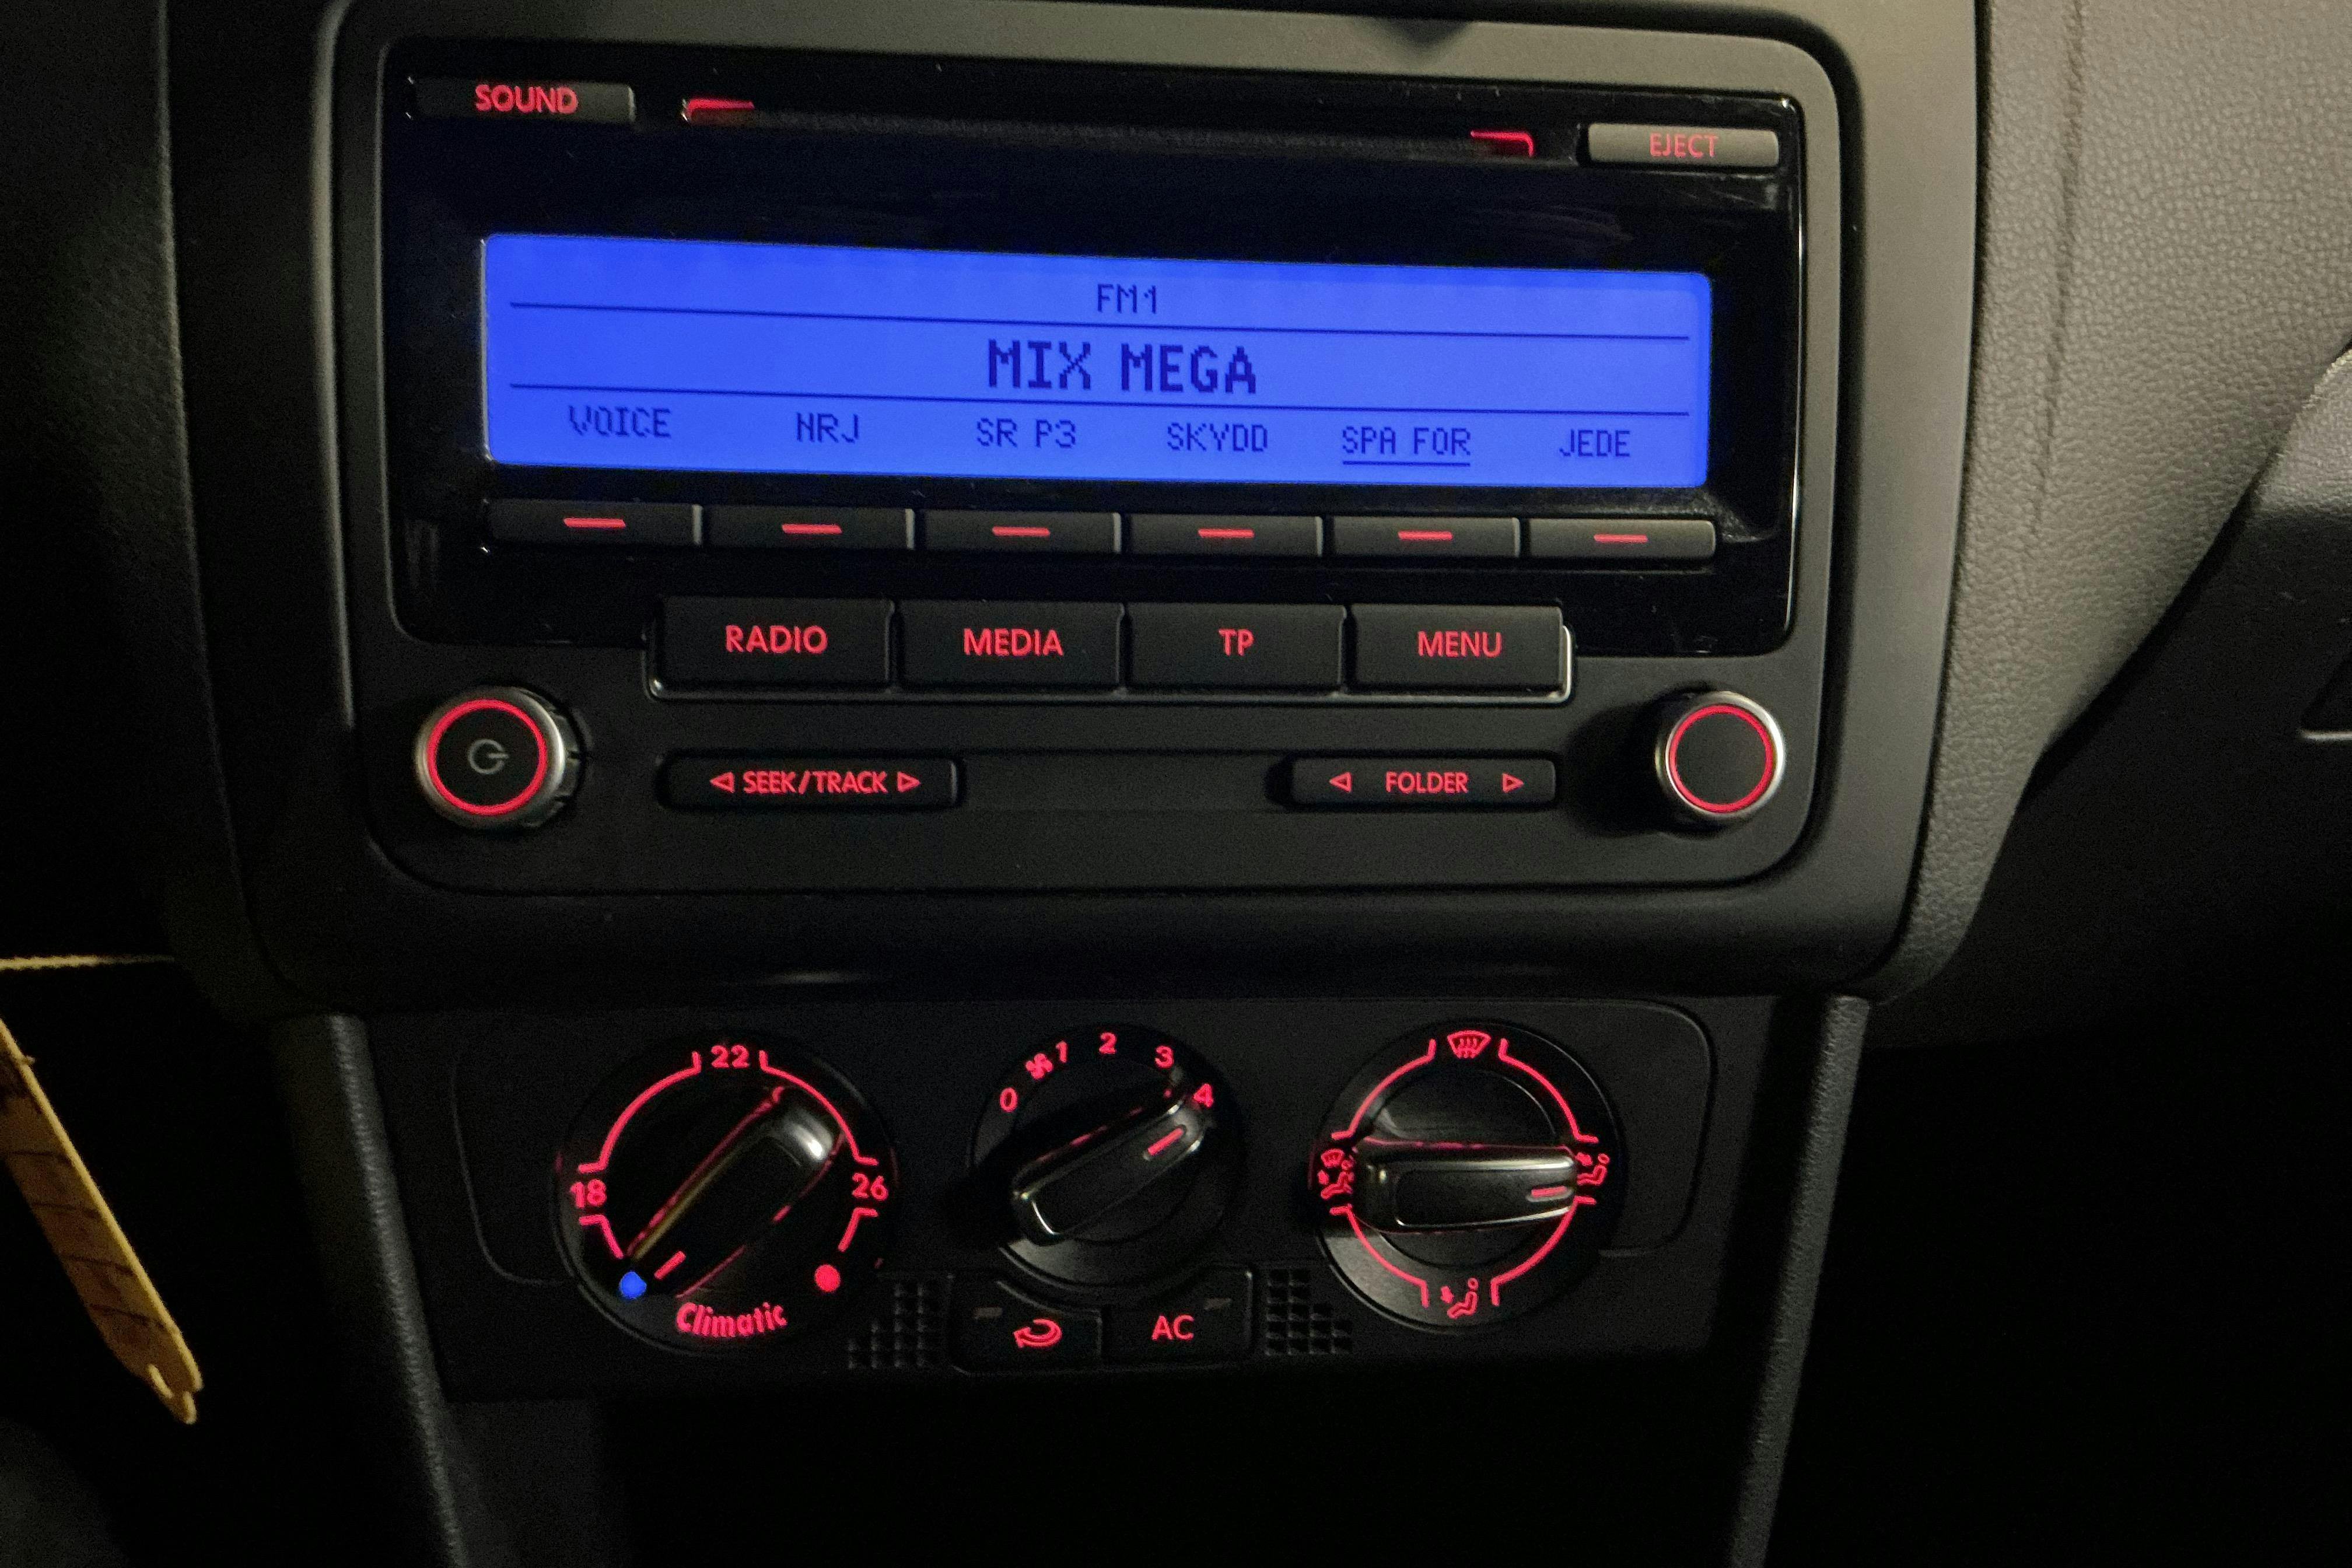 SOUND
EJECT
FM1
MIX MEGA
VOICE NRJ SR P3 SKYDD SPA FOR JEDE
RADIO MEDIA TP MENU
SEEK/TRACK FOLDER
22
18
26
Climatic
0 1 2 3 4
AC